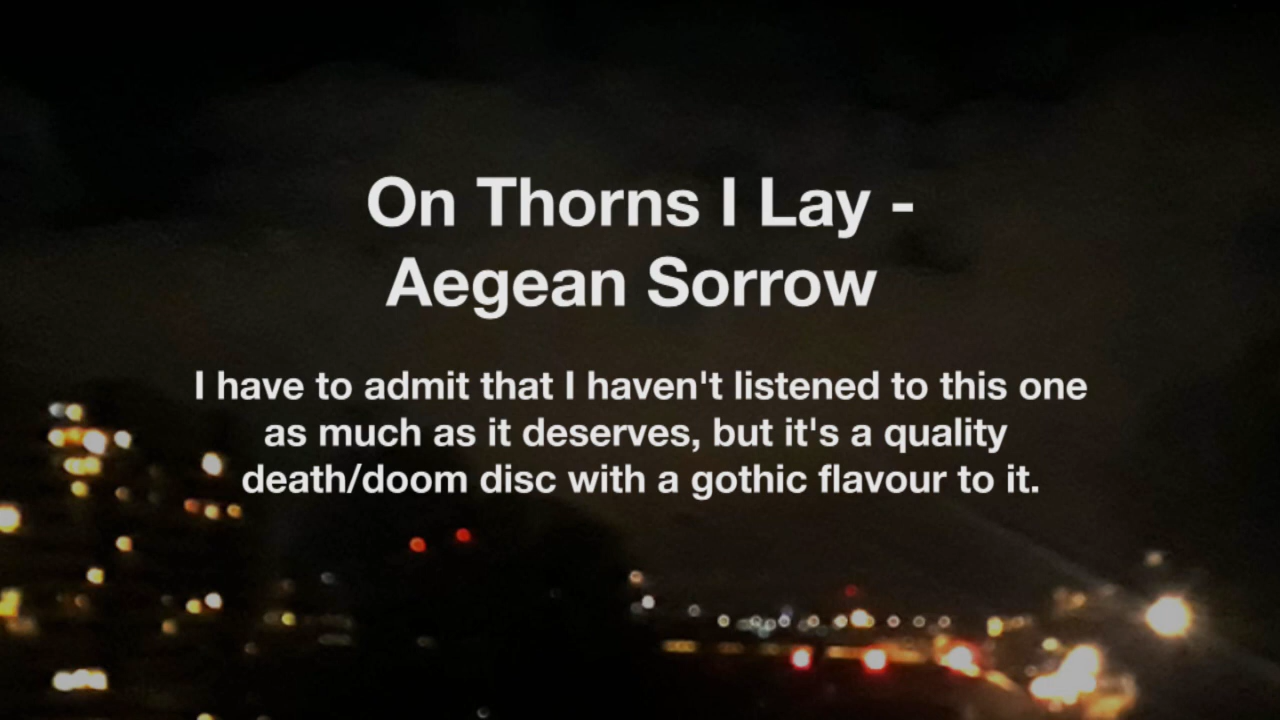 On Thorns I Lay -
Aegean Sorrow
I have to admit that I haven't listened to this one
as much as it deserves, but it's a quality
death/doom disc with a gothic flavour to it.